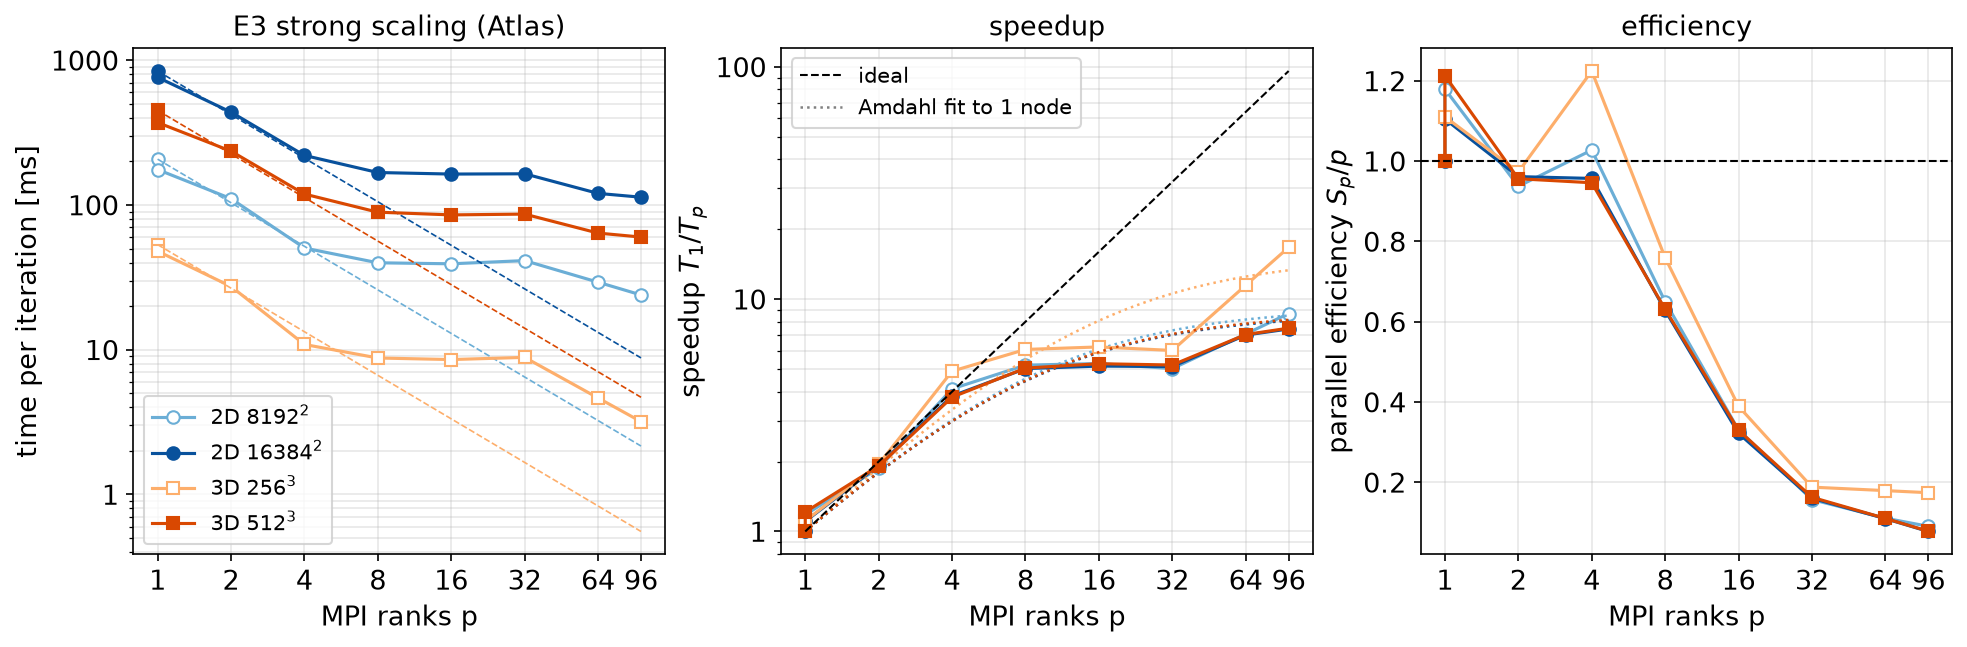 E3 strong scaling (Atlas)
time per iteration [ms]
1000
100
10
1
2D 8192²
2D 16384²
3D 256³
3D 512³
1 2 4 8 16 32 64 96
MPI ranks p
speedup
speedup T₁/Tₚ
100
10
1
ideal
Amdahl fit to 1 node
1 2 4 8 16 32 64 96
MPI ranks p
efficiency
parallel efficiency Sₚ/p
1.2
1.0
0.8
0.6
0.4
0.2
1 2 4 8 16 32 64 96
MPI ranks p